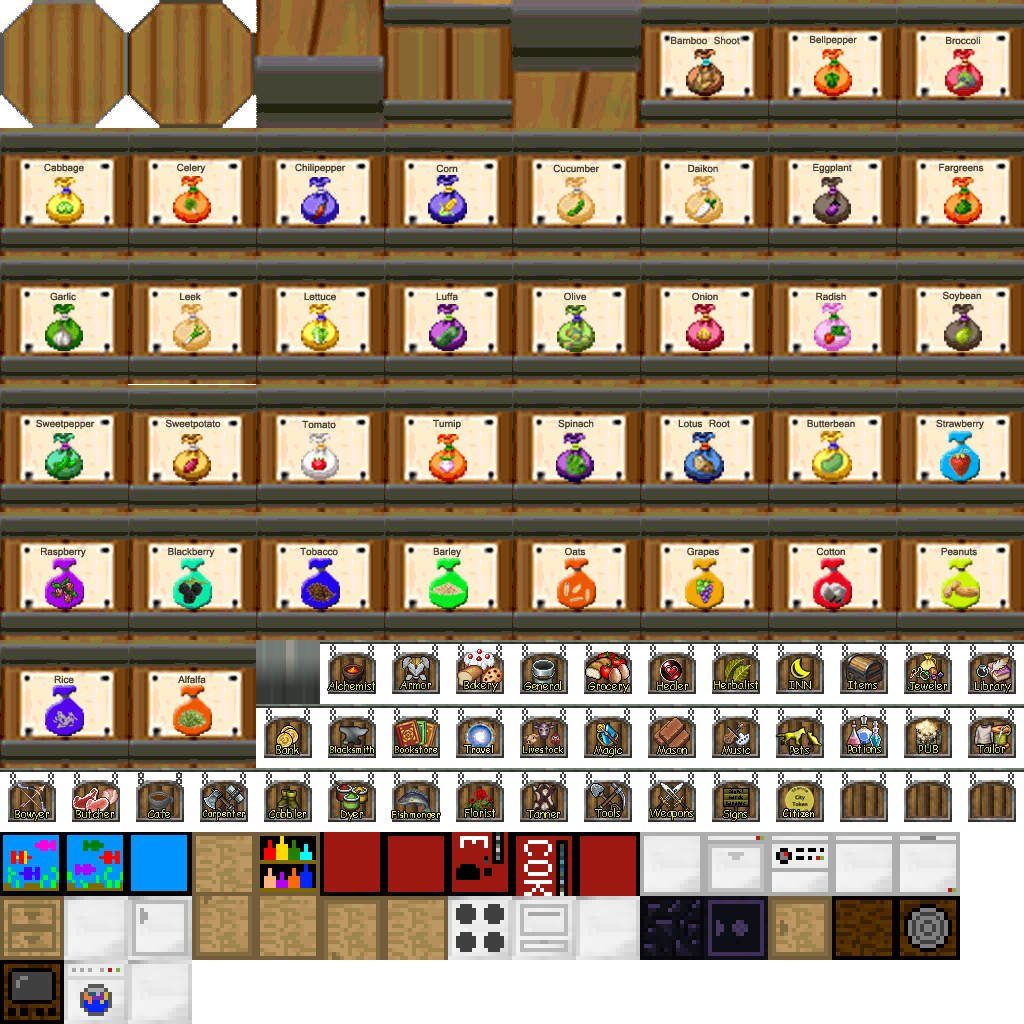 Bamboo Shoot Bellpepper Broccoli
Cabbage Celery Chilipepper Corn Cucumber Daikon Eggplant Fargreens
Garlic Leek Lettuce Luffa Olive Onion Radish Soybean
Sweetpepper Sweetpotato Tomato Turnip Spinach Lotus Root Butterbean Strawberry
Raspberry Blackberry Tobacco Barley Oats Grapes Cotton Peanuts
Rice Alfalfa
Alchemist Armor Bakery General Grocery Healer Herbalist INN Items Jeweler Library
Bank Blacksmith Bookstore Travel Livestock Magic Mason Music Pets Potions PUB Tailor
Bowyer Butcher Cafe Carpenter Cobbler Dyer Fishmonger Florist Tanner Tools Weapons Signs Citizen
City
Token
E
COK